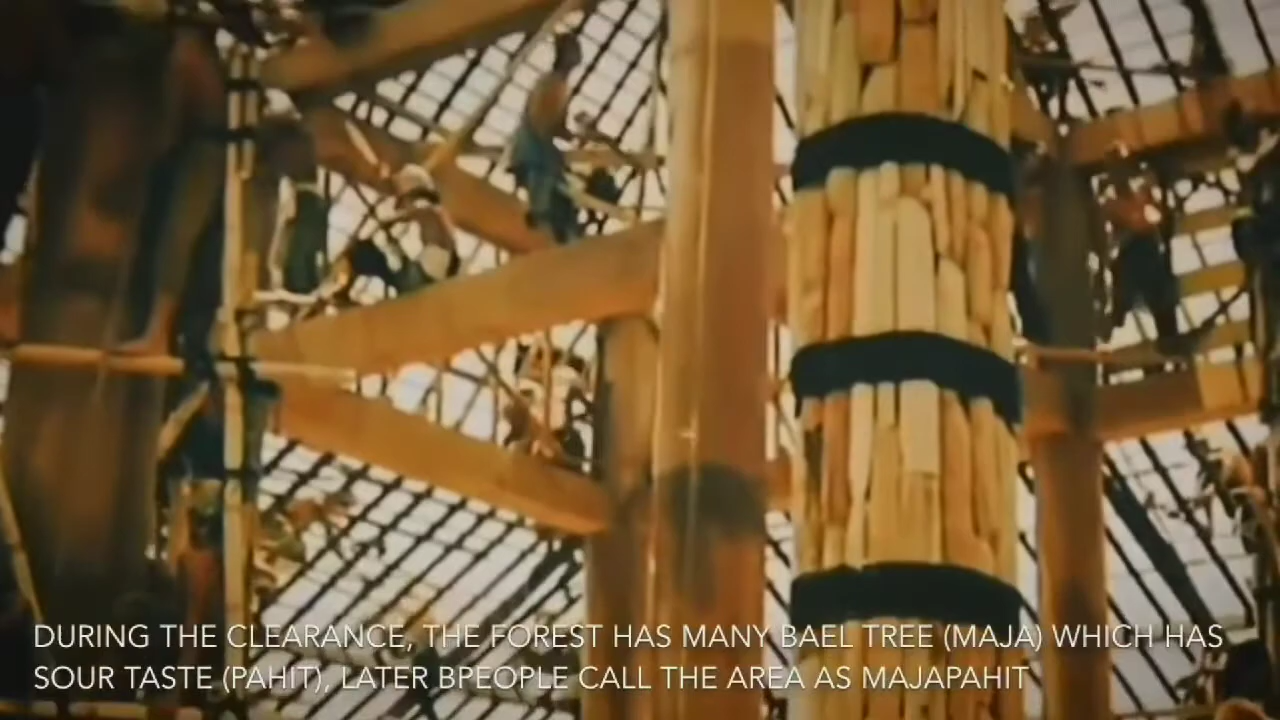 DURING THE CLEARANCE, THE FOREST HAS MANY BAEL TREE (MAJA) WHICH HAS
SOUR TASTE (PAHIT), LATER BPEOPLE CALL THE AREA AS MAJAPAHIT